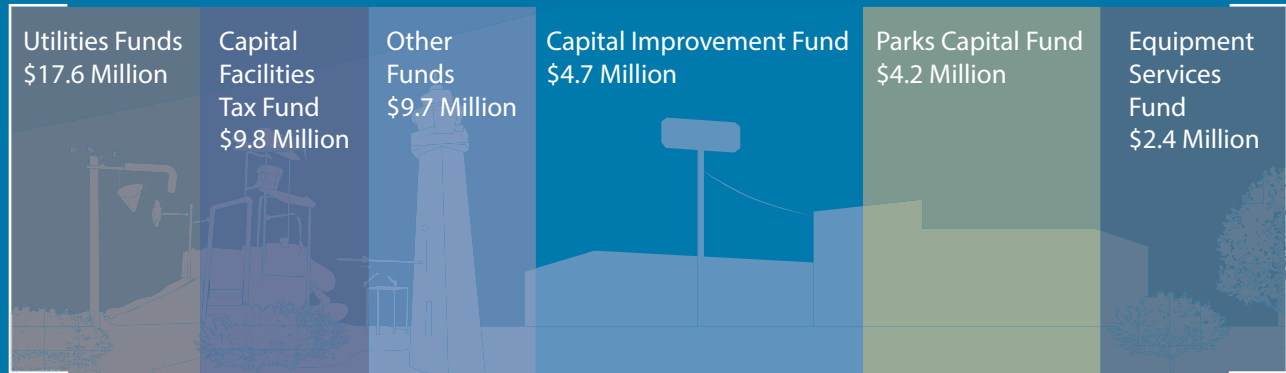 Utilities Funds
$17.6 Million
Capital
Facilities
Tax Fund
$9.8 Million
Other
Funds
$9.7 Million
Capital Improvement Fund
$4.7 Million
Parks Capital Fund
$4.2 Million
Equipment
Services
Fund
$2.4 Million